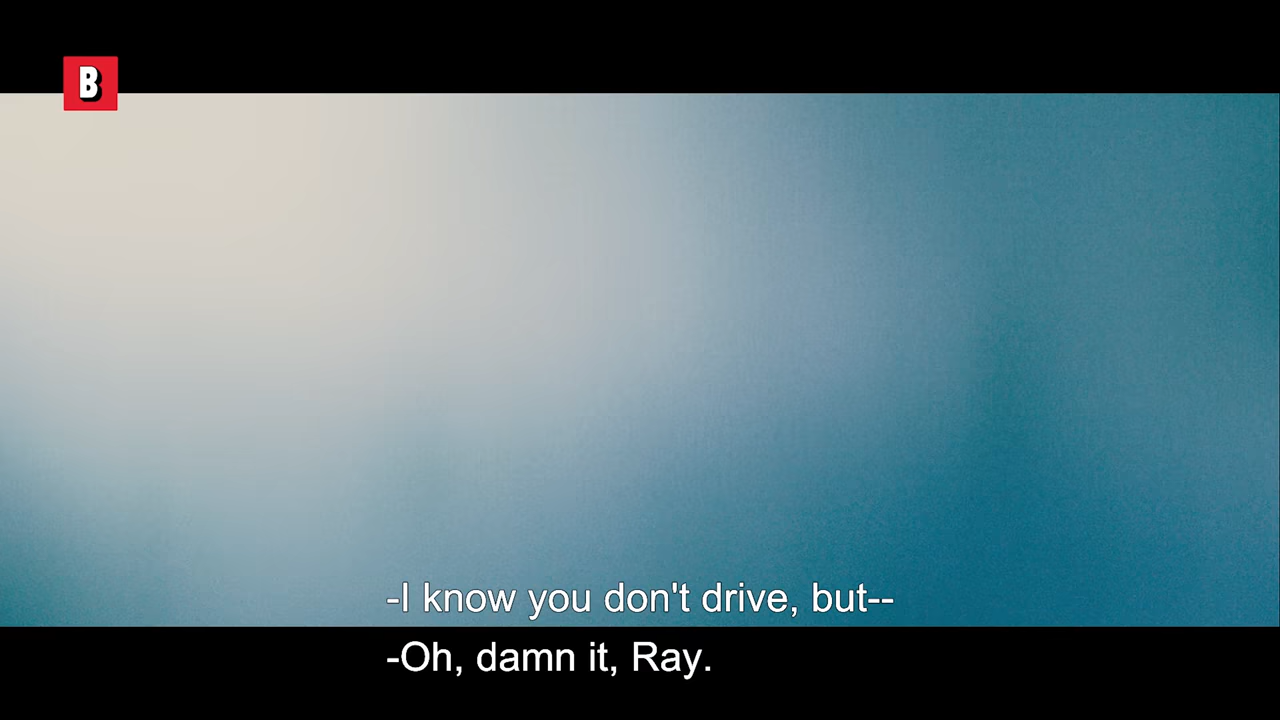 B
-I know you don't drive, but--
-Oh, damn it, Ray.